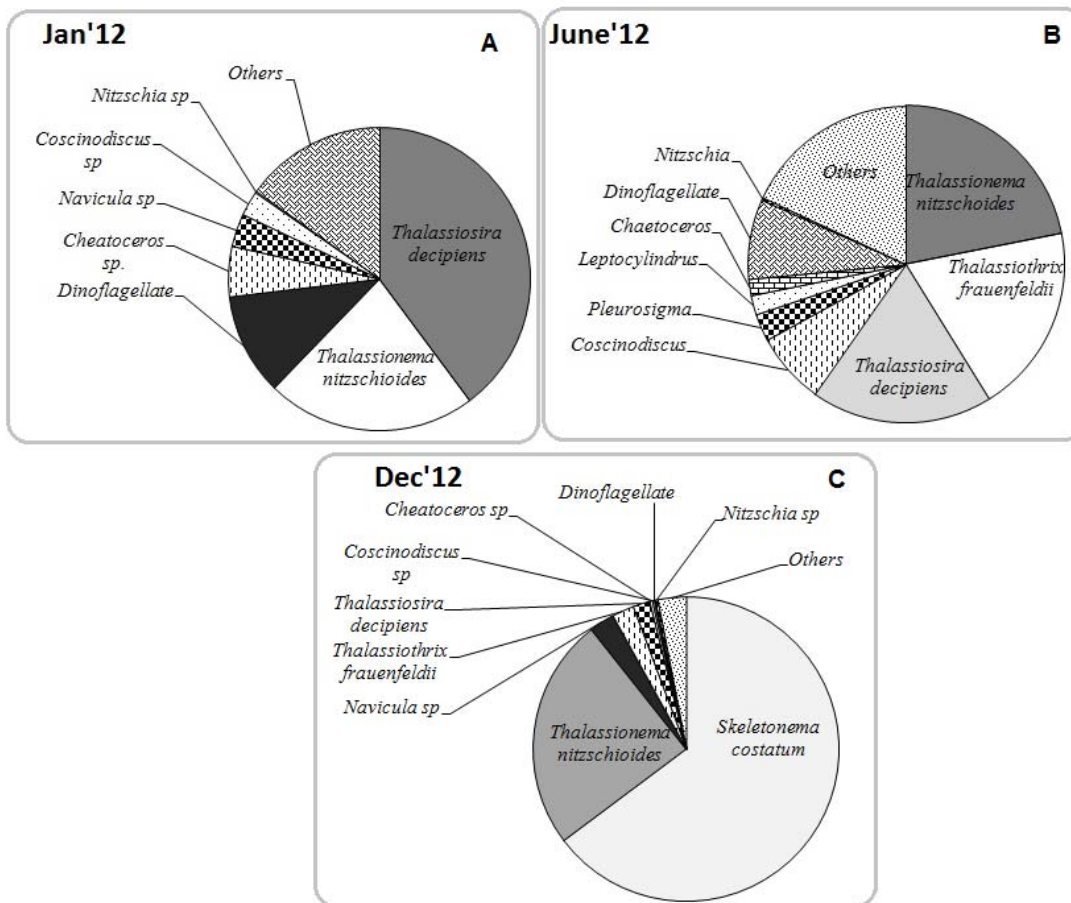 Jan'12
A
Others
Nitzschia sp
Coscinodiscus
sp
Navicula sp
Cheatoceros
sp.
Dinoflagellate
Thalassiosira
decipiens
Thalassionema
nitzschioides
June'12
B
Nitzschia
Dinoflagellate
Chaetoceros
Leptocylindrus
Pleurosigma
Coscinodiscus
Others
Thalassionema
nitzschoides
Thalassiothrix
frauenfeldii
Thalassiosira
decipiens
Dec'12
C
Dinoflagellate
Cheatoceros sp
Nitzschia sp
Coscinodiscus
sp
Others
Thalassiosira
decipiens
Thalassiothrix
frauenfeldii
Navicula sp
Thalassionema
nitzschioides
Skeletonema
costatum